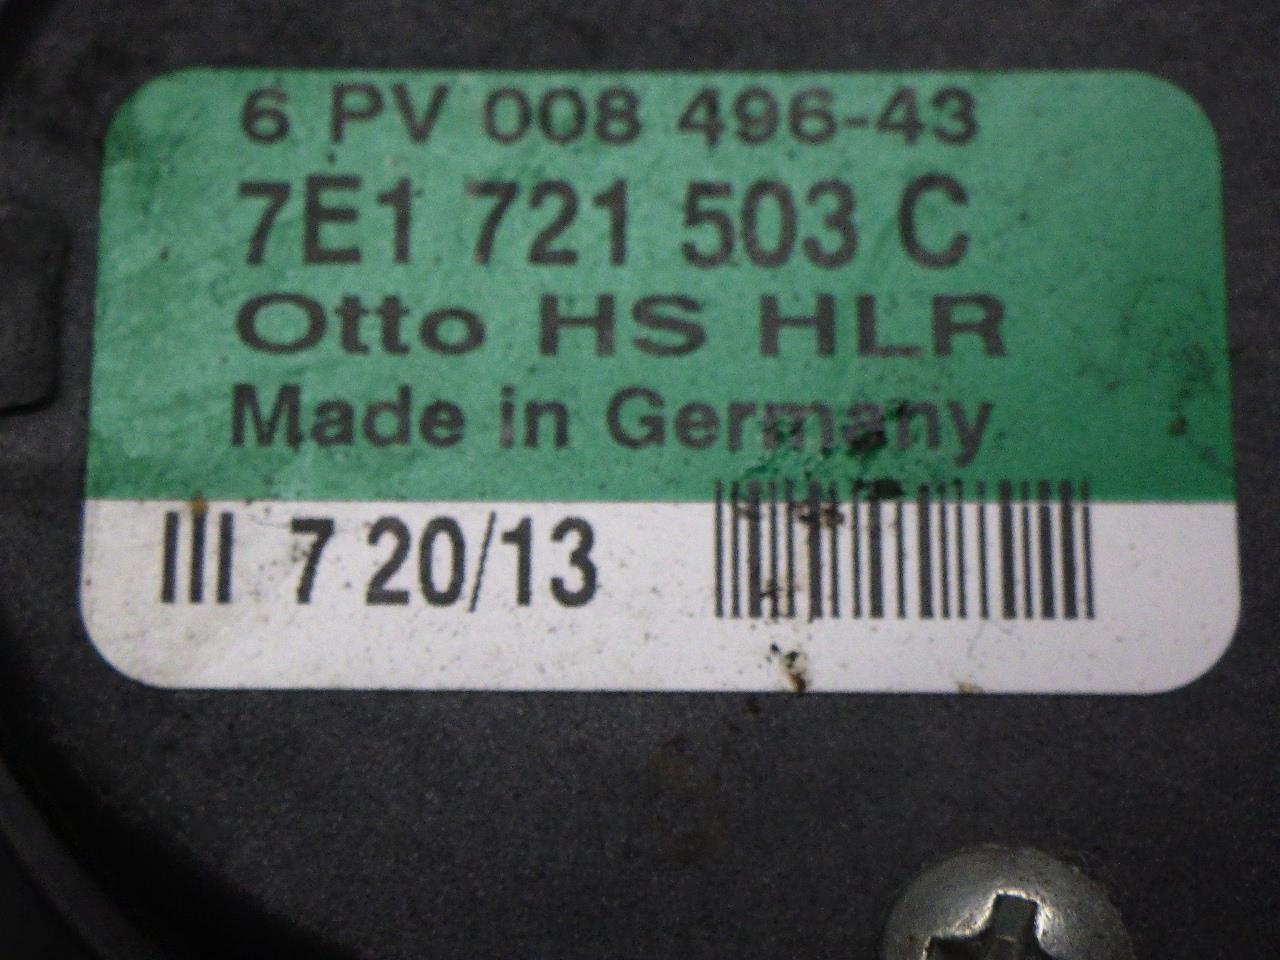 6 PV 008 496-43
7E1 721 503 C
Otto HS HLR
Made in Germany
III 7 20/13